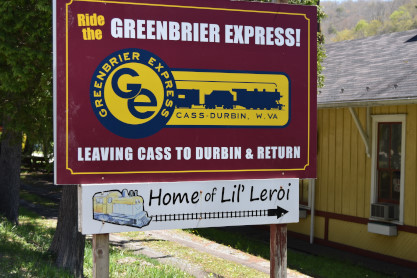 Ride the GREENBRIER EXPRESS!
GREENBRIER EXPRESS
Ge
CASS-DURBIN, W.VA
LEAVING CASS TO DURBIN & RETURN
Home of Lil' Leroi